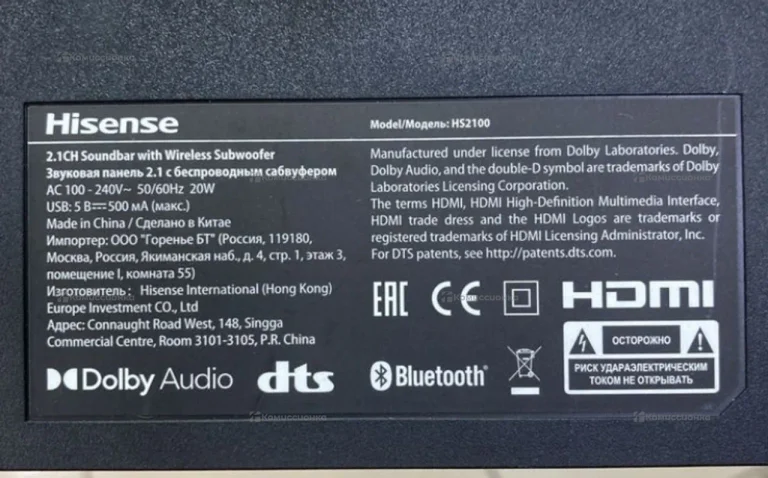 Hisense
Model/Модель: HS2100
2.1CH Soundbar with Wireless Subwoofer
Звуковая панель 2.1 с беспроводным сабвуфером
AC 100 - 240V~ 50/60Hz 20W
USB: 5 В⎓500 мА (макс.)
Made in China / Сделано в Китае
Импортер: ООО "Горенье БТ" (Россия, 119180,
Москва, Россия, Якиманская наб., д. 4, стр. 1, этаж 3,
помещение I, комната 55)
Изготовитель: Hisense International (Hong Kong)
Europe Investment CO., Ltd
Адрес: Connaught Road West, 148, Singga
Commercial Centre, Room 3101-3105, P.R. China
Dolby Audio
dts
Manufactured under license from Dolby Laboratories. Dolby,
Dolby Audio, and the double-D symbol are trademarks of Dolby
Laboratories Licensing Corporation.
The terms HDMI, HDMI High-Definition Multimedia Interface,
HDMI trade dress and the HDMI Logos are trademarks or
registered trademarks of HDMI Licensing Administrator, Inc.
For DTS patents, see http://patents.dts.com.
EAC
CE
HDMI
Bluetooth®
ОСТОРОЖНО
РИСК УДАРАЭЛЕКТРИЧЕСКИМ
ТОКОМ НЕ ОТКРЫВАТЬ
Комиссионно